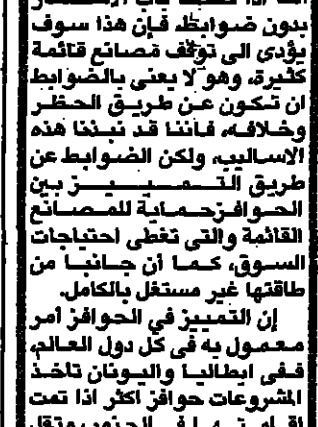 بدون ضوابط، فإن هذا سوف
يؤدى الى توقف مصانع قائمة
كثيرة، وهو لا يعنى بالضوابط
ان تكون عن طريق الحظر
وخلافه، فاننا قد نبذنا هذه
الاساليب، ولكن الضوابط عن
طريق التمييز بين
الحوافز حماية للمصانع
القائمة والتى تغطى احتياجات
السوق، كما أن جانبا من
طاقتها غير مستغل بالكامل.
إن التمييز في الحوافز أمر
معمول به فى كل دول العالم،
ففى ايطاليا واليونان تأخذ
المشروعات حوافز اكثر اذا تمت